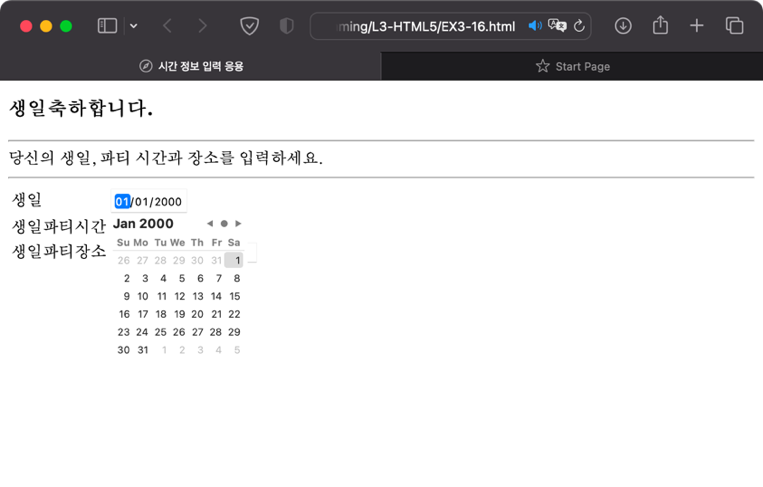 ming/L3-HTML5/EX3-16.html
시간 정보 입력 응용
Start Page
생일축하합니다.
당신의 생일, 파티 시간과 장소를 입력하세요.
생일 01/01/2000
생일파티시간
생일파티장소
Jan 2000
Su Mo Tu We Th Fr Sa
26 27 28 29 30 31 1
2 3 4 5 6 7 8
9 10 11 12 13 14 15
16 17 18 19 20 21 22
23 24 25 26 27 28 29
30 31 1 2 3 4 5